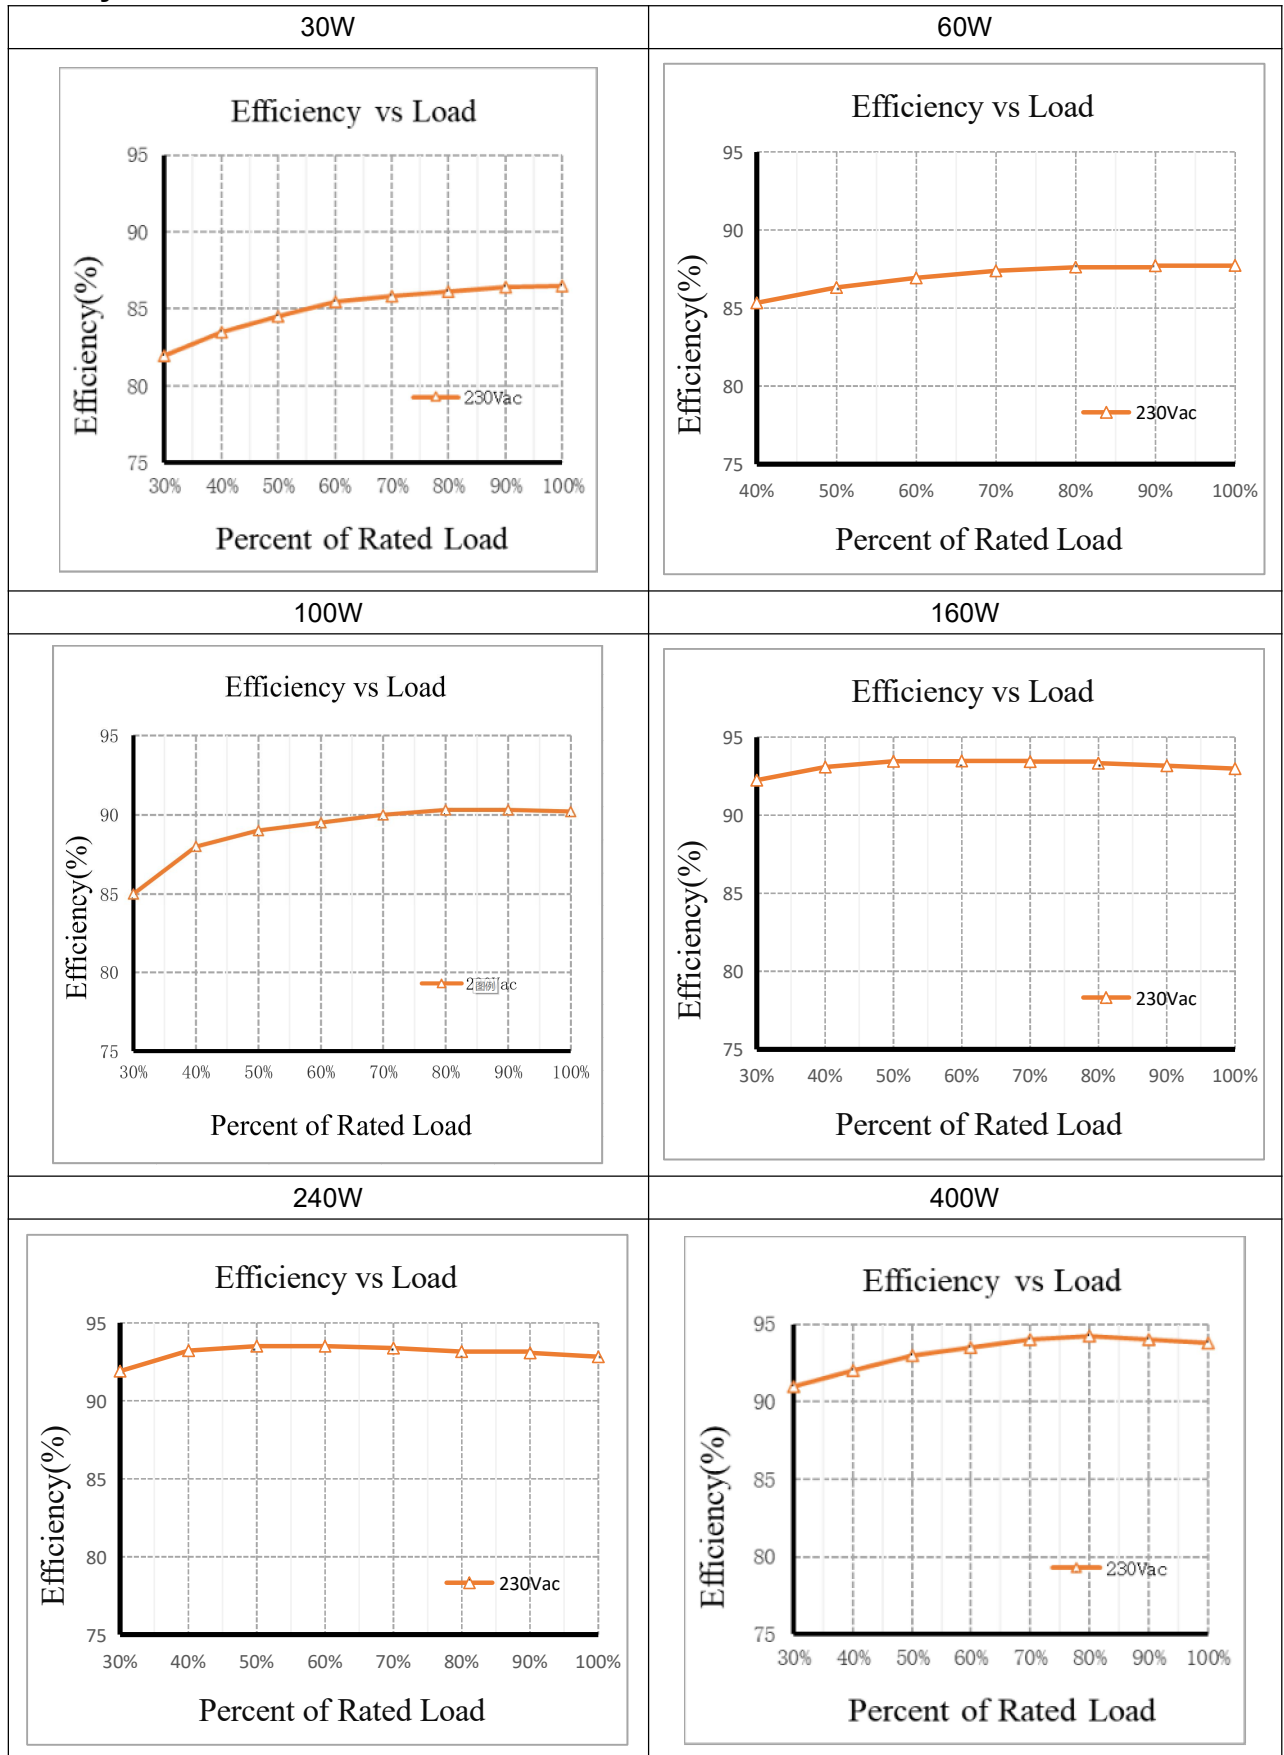 30W
60W
Efficiency vs Load
95
90
85
80
75
Efficiency(%)
230Vac
30% 40% 50% 60% 70% 80% 90% 100%
Percent of Rated Load
Efficiency vs Load
95
90
85
80
75
Efficiency(%)
230Vac
40% 50% 60% 70% 80% 90% 100%
Percent of Rated Load
100W
160W
Efficiency vs Load
95
90
85
80
75
Efficiency(%)
图例
30% 40% 50% 60% 70% 80% 90% 100%
Percent of Rated Load
Efficiency vs Load
95
90
85
80
75
Efficiency(%)
230Vac
30% 40% 50% 60% 70% 80% 90% 100%
Percent of Rated Load
240W
400W
Efficiency vs Load
95
90
85
80
75
Efficiency(%)
230Vac
30% 40% 50% 60% 70% 80% 90% 100%
Percent of Rated Load
Efficiency vs Load
95
90
85
80
75
Efficiency(%)
230Vac
30% 40% 50% 60% 70% 80% 90% 100%
Percent of Rated Load